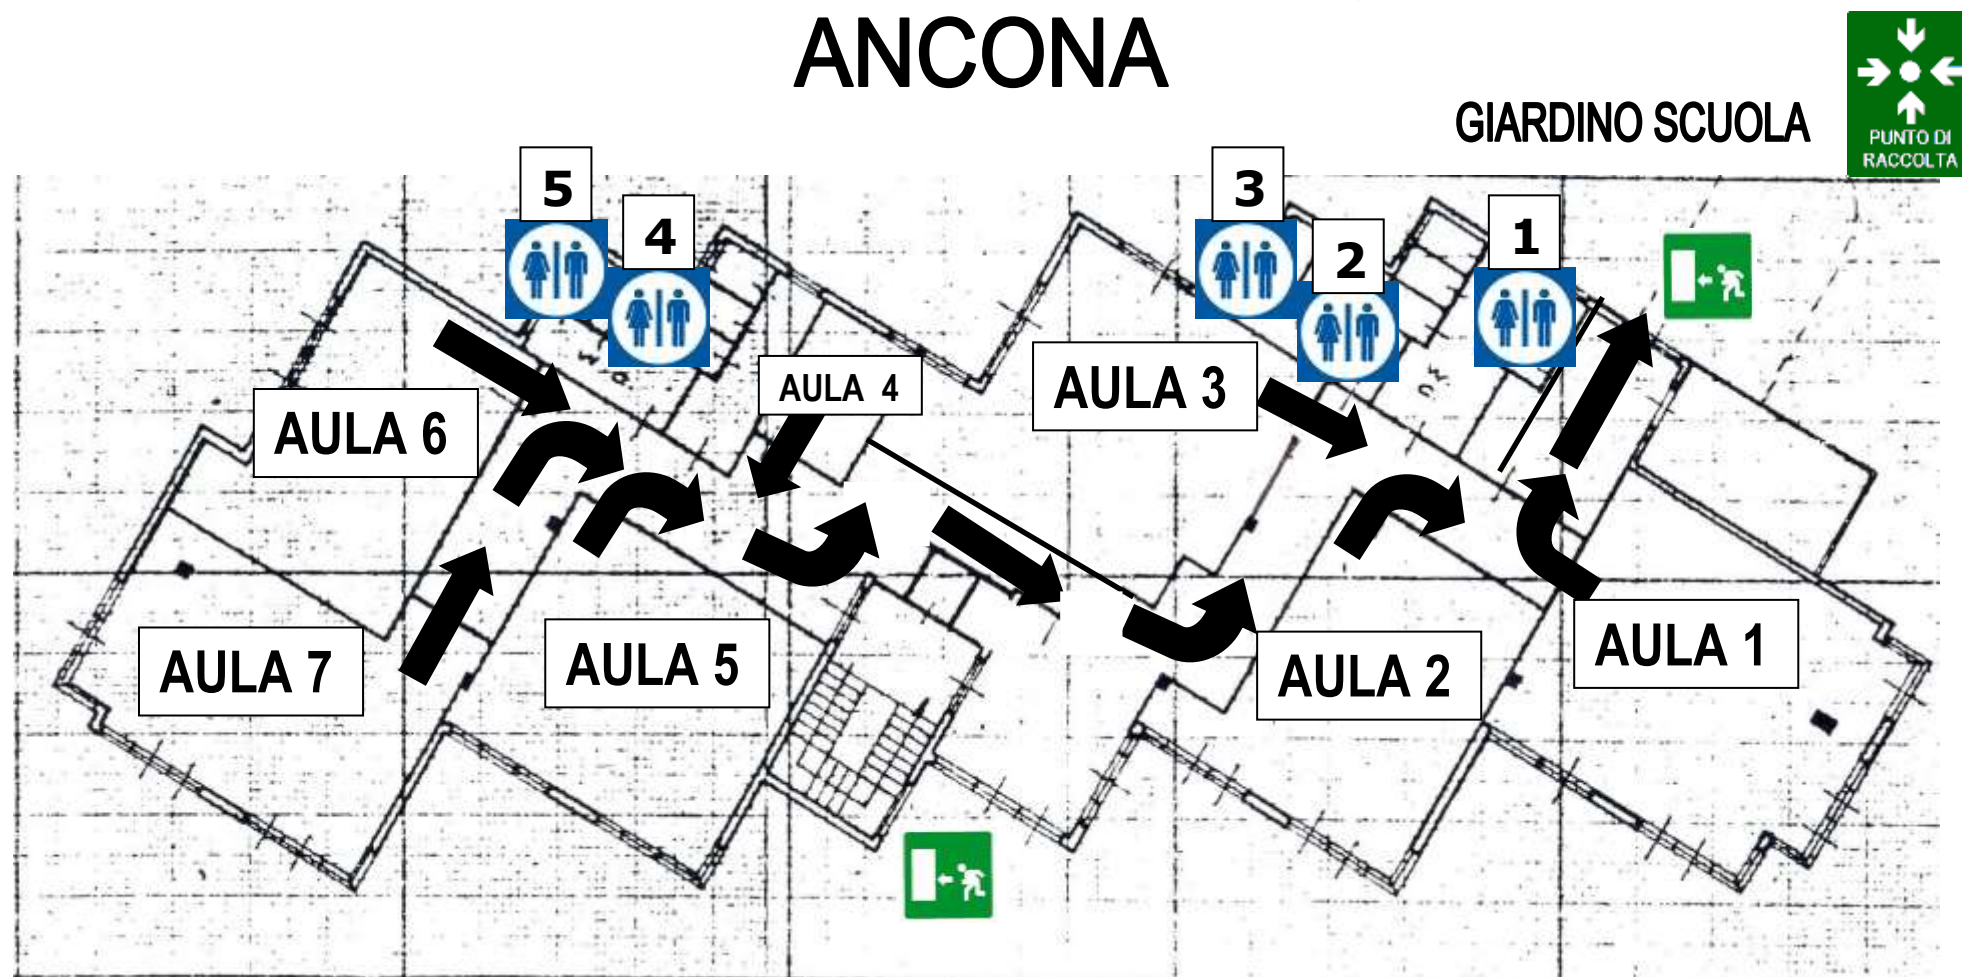 ANCONA
GIARDINO SCUOLA
PUNTO DI
RACCOLTA
5
4
3
2
1
AULA 4
AULA 3
AULA 6
AULA 7
AULA 5
AULA 2
AULA 1